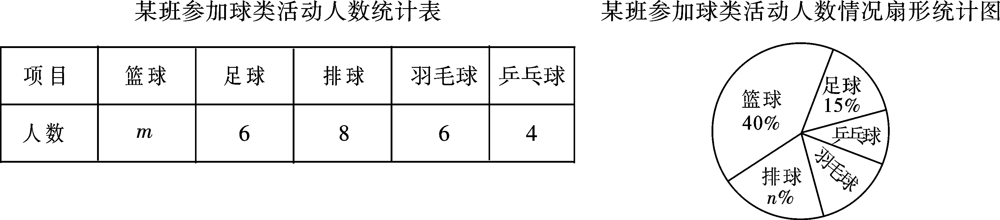 某班参加球类活动人数统计表
项目 篮球 足球 排球 羽毛球 乒乓球
人数 m 6 8 6 4
某班参加球类活动人数情况扇形统计图
篮球
40%
足球
15%
乒乓球
羽毛球
排球
n%